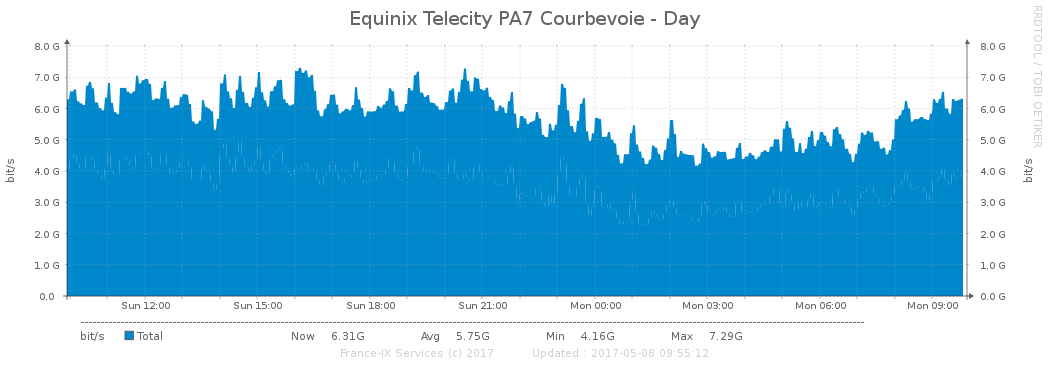 Equinix Telecity PA7 Courbevoie - Day
RRDTOOL / TOBI OETIKER
8.0 G 8.0 G
7.0 G 7.0 G
6.0 G 6.0 G
5.0 G 5.0 G
4.0 G 4.0 G
3.0 G 3.0 G
2.0 G 2.0 G
1.0 G 1.0 G
0.0 0.0 G
bit/s bit/s
Sun 12:00 Sun 15:00 Sun 18:00 Sun 21:00 Mon 00:00 Mon 03:00 Mon 06:00 Mon 09:00
bit/s Total Now 6.31G Avg 5.75G Min 4.16G Max 7.29G
France-IX Services (c) 2017 Updated : 2017-05-08 09:55:12